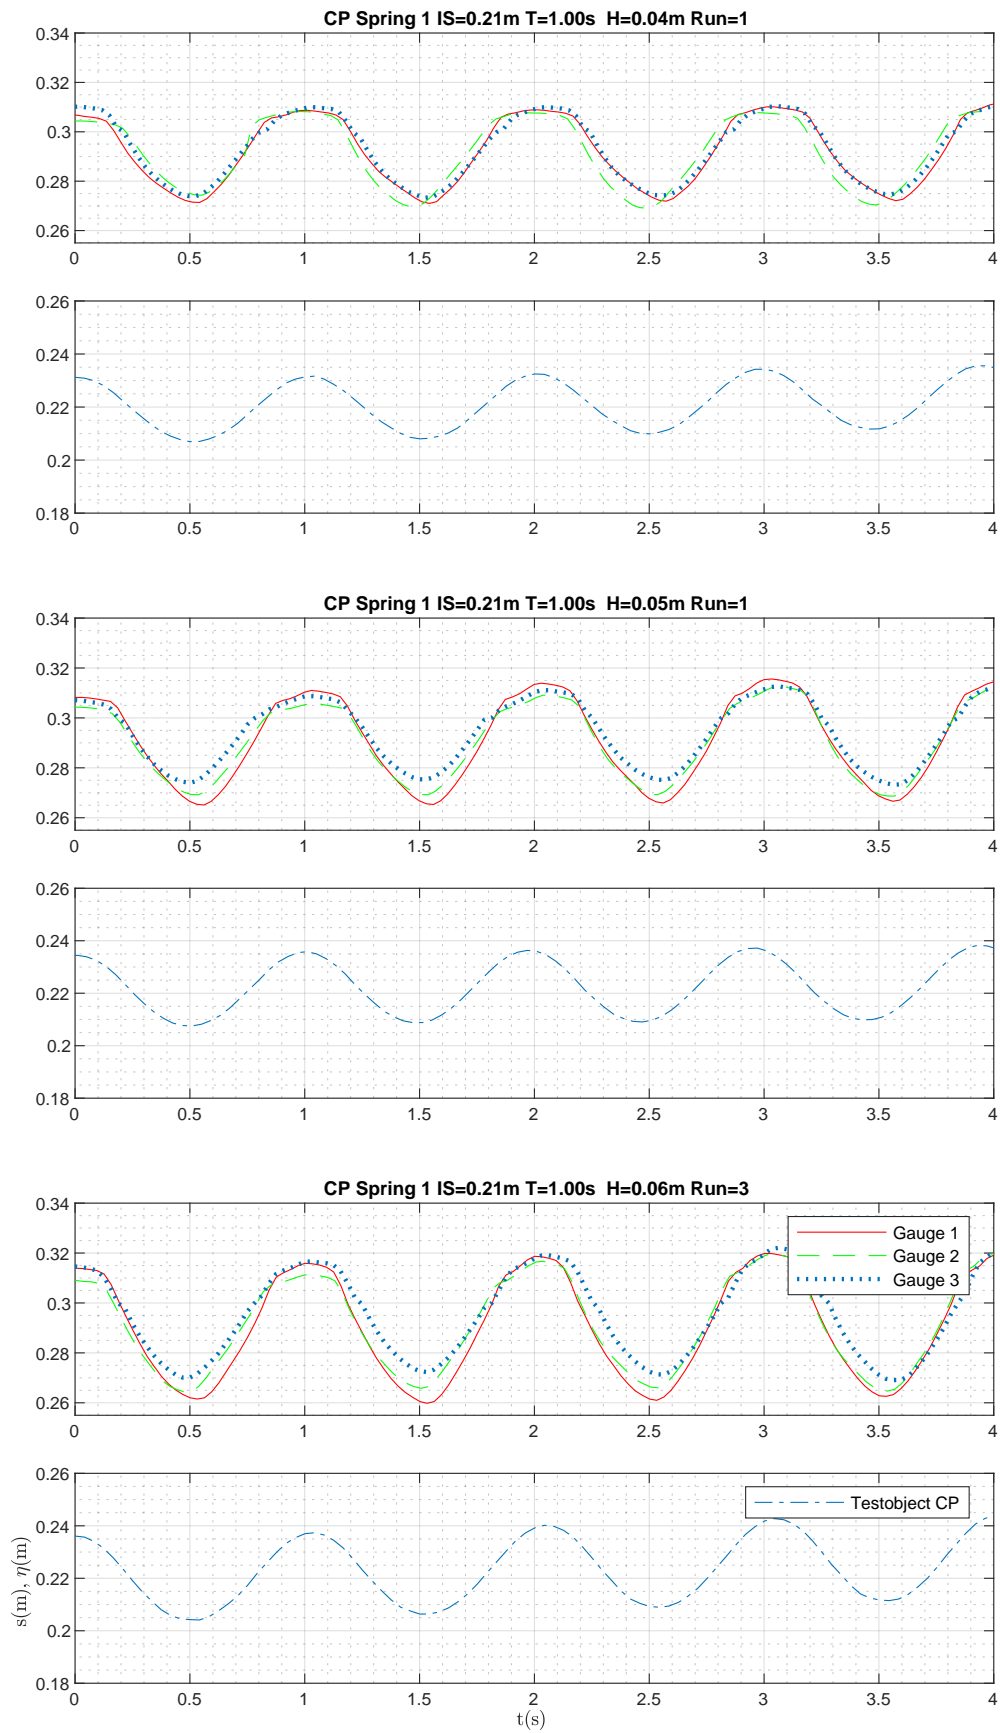 CP Spring 1 IS=0.21m T=1.00s  H=0.04m Run=1
0.34
0.32
0.3
0.28
0.26
0 0.5 1 1.5 2 2.5 3 3.5 4
0.26
0.24
0.22
0.2
0.18
0 0.5 1 1.5 2 2.5 3 3.5 4
CP Spring 1 IS=0.21m T=1.00s  H=0.05m Run=1
0.34
0.32
0.3
0.28
0.26
0 0.5 1 1.5 2 2.5 3 3.5 4
0.26
0.24
0.22
0.2
0.18
0 0.5 1 1.5 2 2.5 3 3.5 4
CP Spring 1 IS=0.21m T=1.00s  H=0.06m Run=3
0.34
0.32
0.3
0.28
0.26
Gauge 1
Gauge 2
Gauge 3
0 0.5 1 1.5 2 2.5 3 3.5 4
0.26
0.24
0.22
0.2
0.18
Testobject CP
s(m), η(m)
0 0.5 1 1.5 2 2.5 3 3.5 4
t(s)